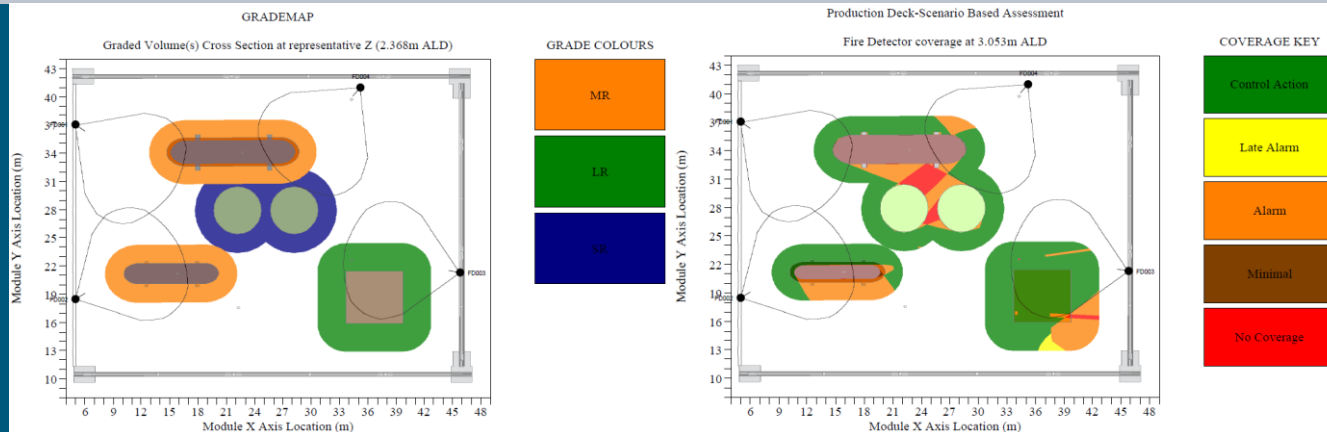 GRADEMAP
Graded Volume(s) Cross Section at representative Z (2.368m ALD)
GRADE COLOURS
43
40
37
34
31
28
25
22
19
16
13
10
Module Y Axis Location (m)
FD004
FD003
MR
LR
6 9 12 15 18 21 24 27 30 33 36 39 42 45 48
Module X Axis Location (m)
Production Deck-Scenario Based Assessment
Fire Detector coverage at 3.053m ALD
COVERAGE KEY
43
40
34
31
28
25
22
19
16
13
10
Module Y Axis Location (m)
FD004
FD003
Control Action
Late Alarm
Alarm
Minimal
No Coverage
6 9 12 15 18 21 24 27 30 33 36 39 42 45 48
Module X Axis Location (m)